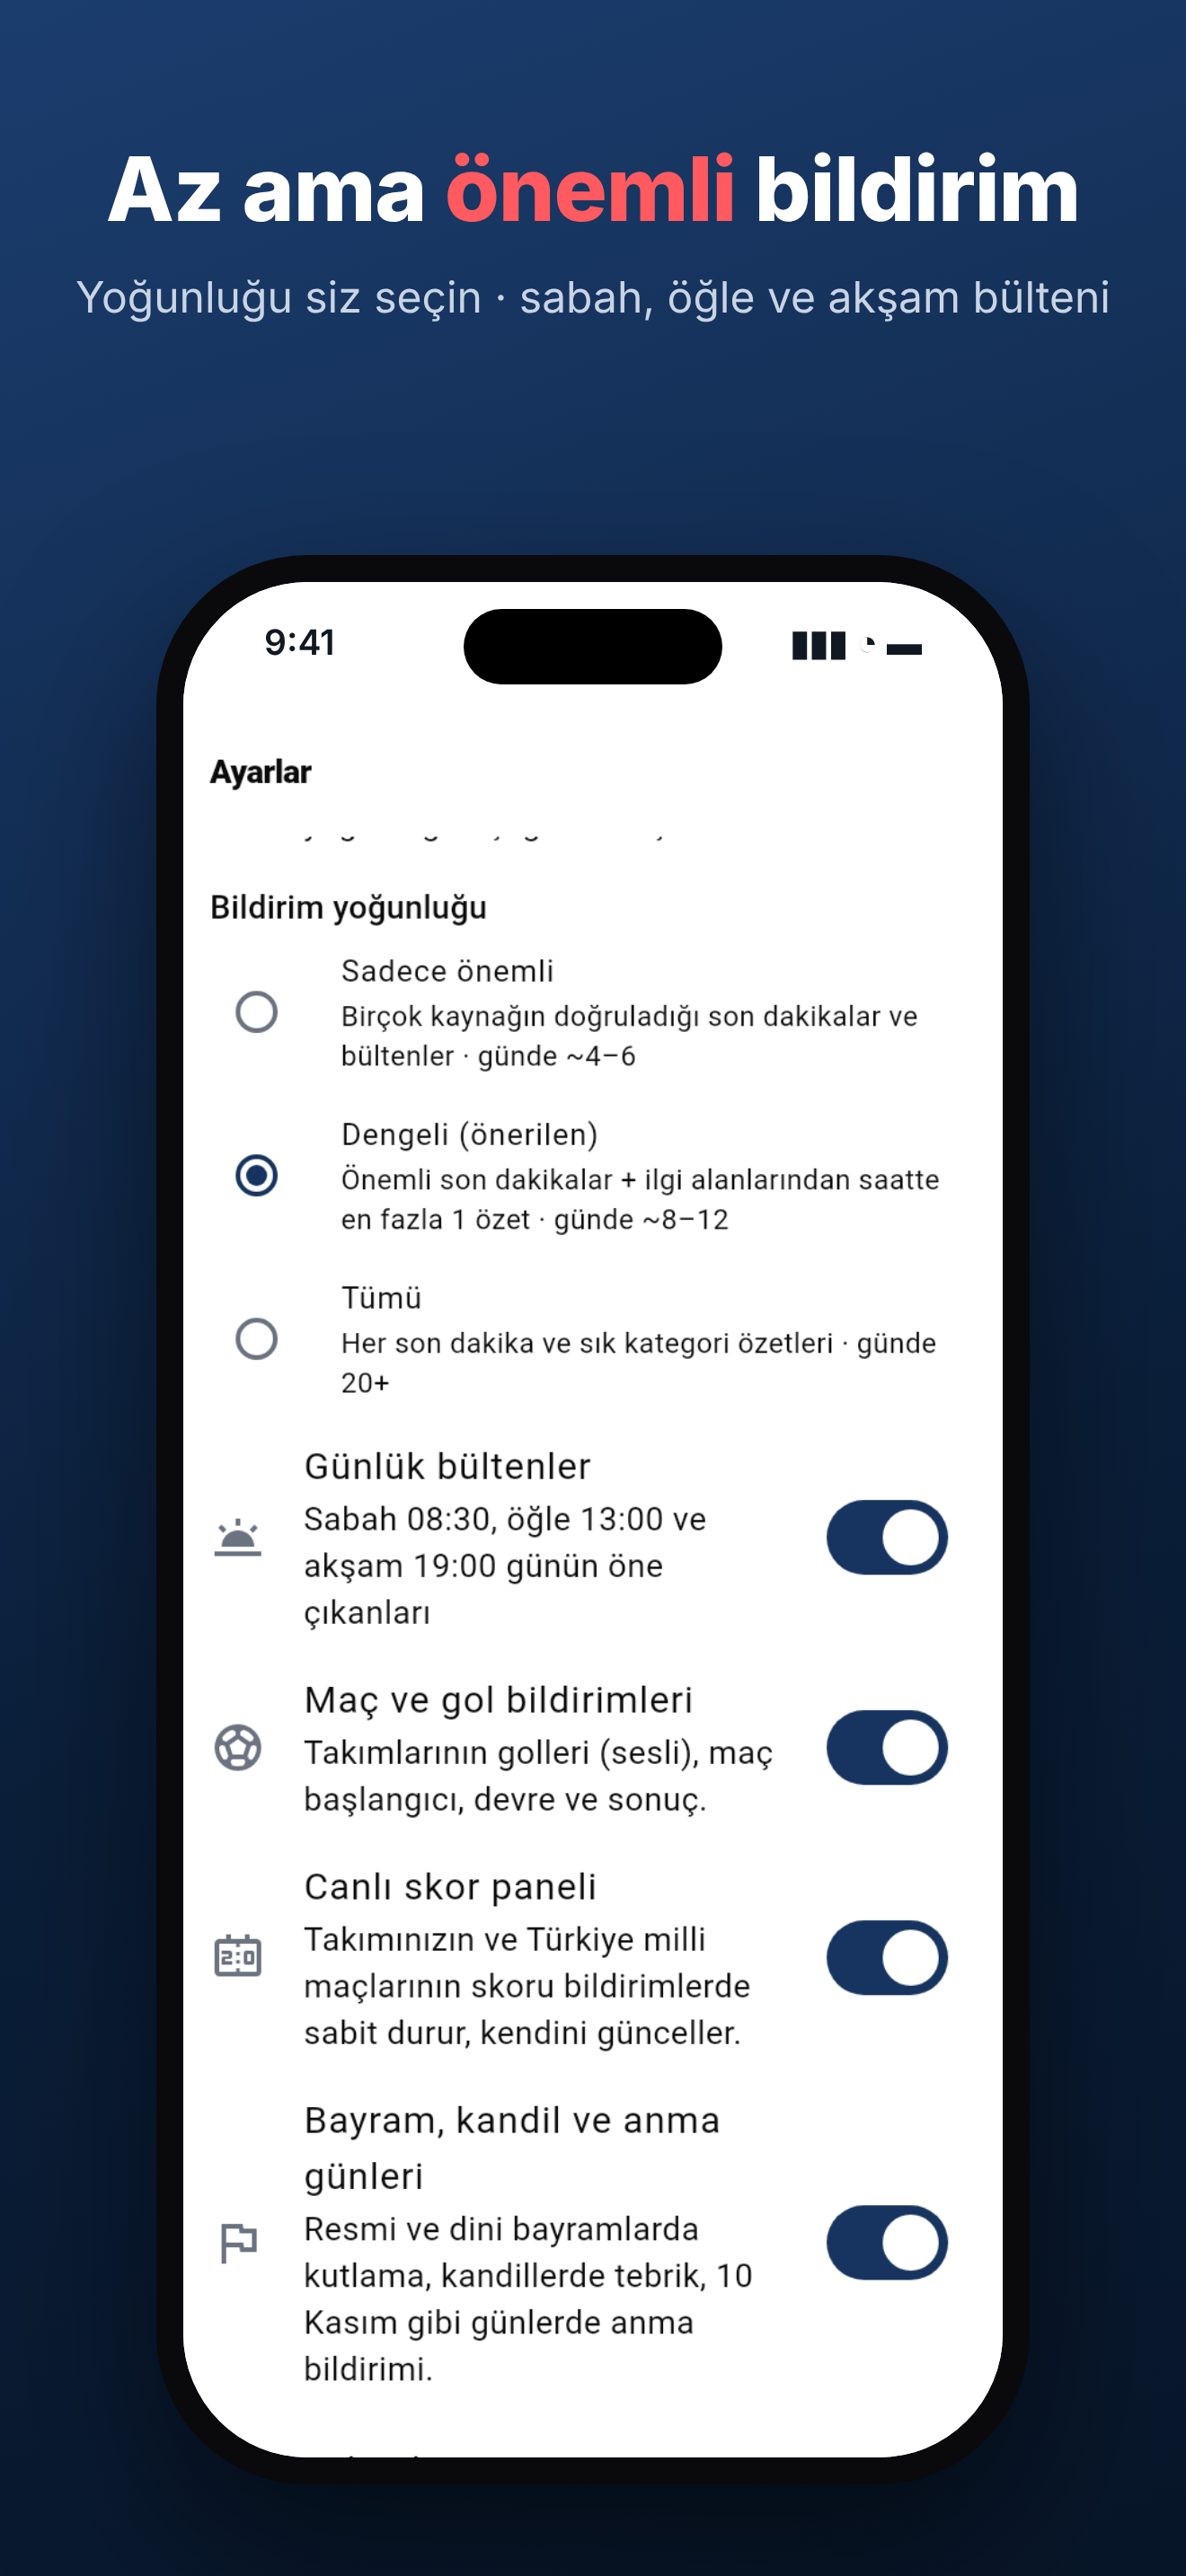 Az ama önemli bildirim
Yoğunluğu siz seçin · sabah, öğle ve akşam bülteni
9:41
Ayarlar
Bildirim yoğunluğu
Sadece önemli
Birçok kaynağın doğruladığı son dakikalar ve
bültenler · günde ~4–6
Dengeli (önerilen)
Önemli son dakikalar + ilgi alanlarından saatte
en fazla 1 özet · günde ~8–12
Tümü
Her son dakika ve sık kategori özetleri · günde
20+
Günlük bültenler
Sabah 08:30, öğle 13:00 ve
akşam 19:00 günün öne
çıkanları
Maç ve gol bildirimleri
Takımlarının golleri (sesli), maç
başlangıcı, devre ve sonuç.
Canlı skor paneli
2:0
Takımınızın ve Türkiye milli
maçlarının skoru bildirimlerde
sabit durur, kendini günceller.
Bayram, kandil ve anma
günleri
Resmi ve dini bayramlarda
kutlama, kandillerde tebrik, 10
Kasım gibi günlerde anma
bildirimi.